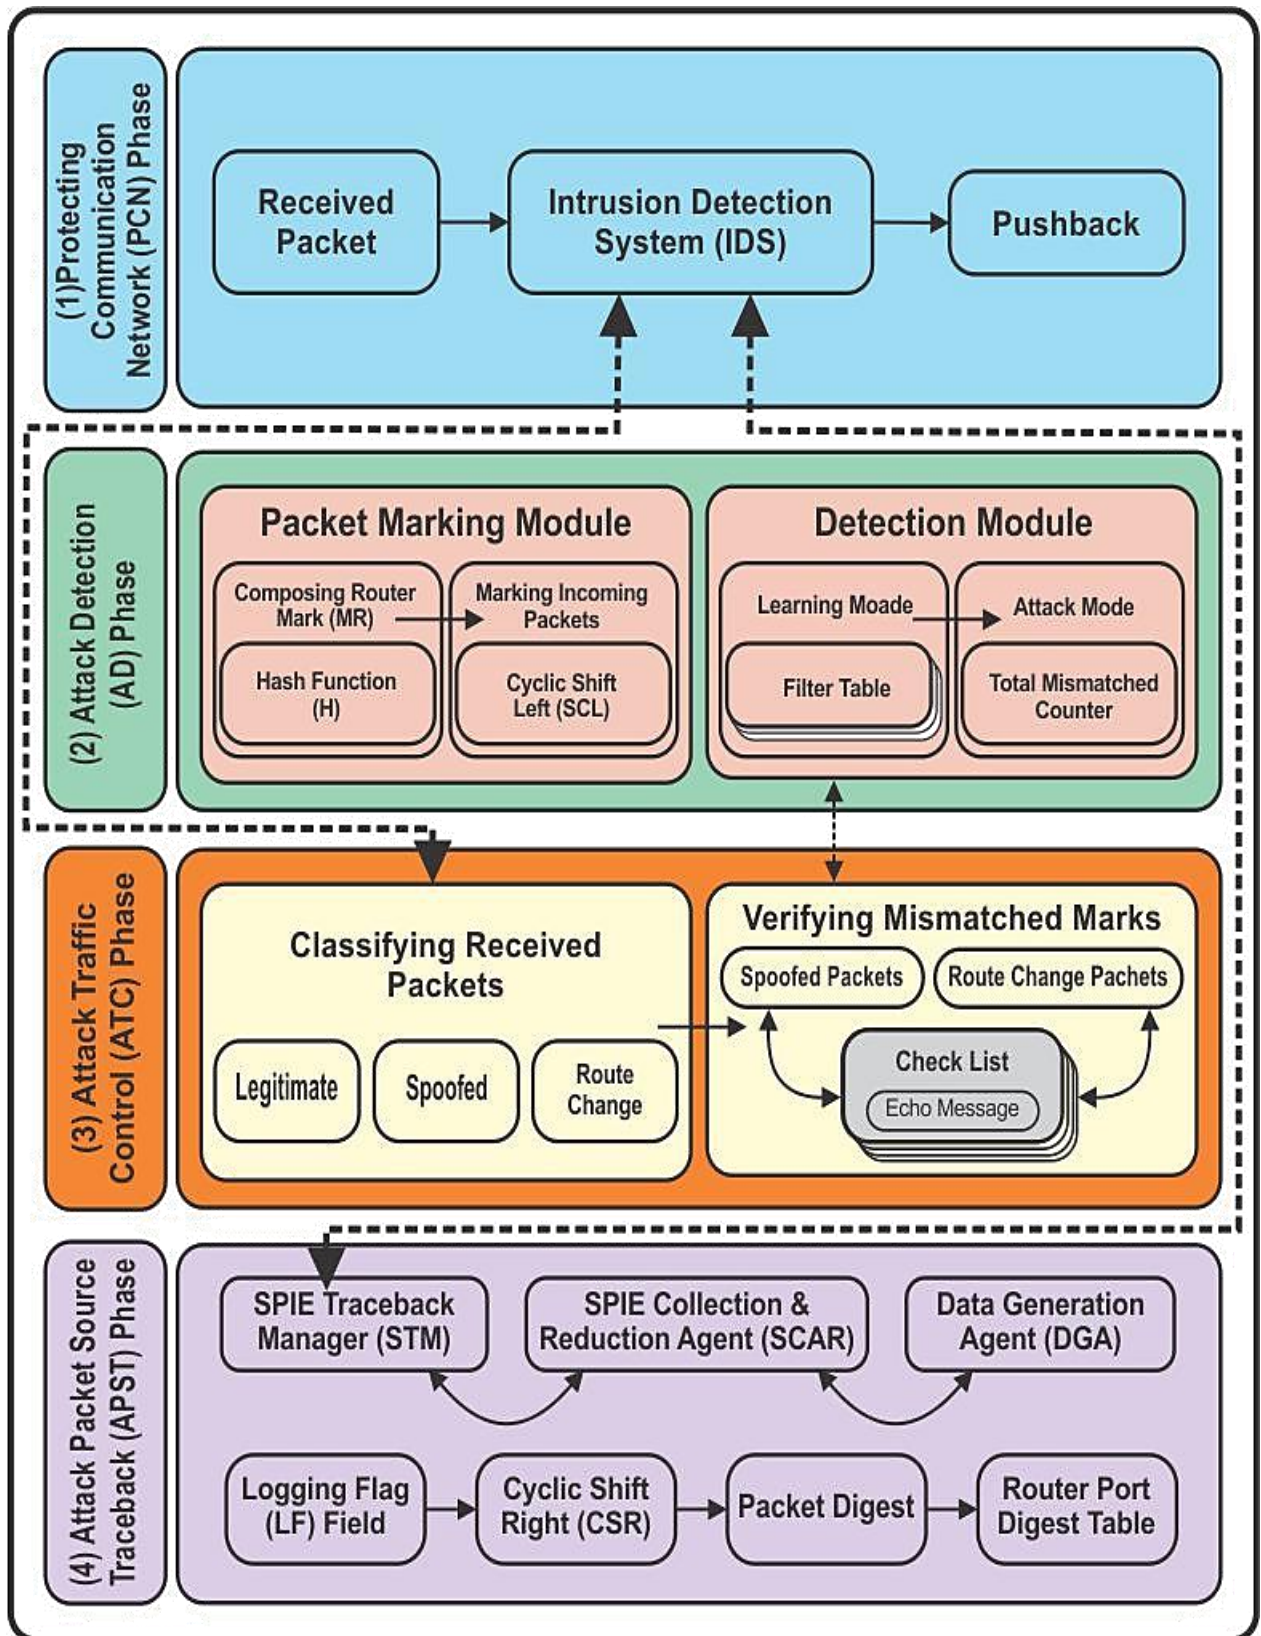 (1)Protecting
Communication
Network (PCN) Phase
Received
Packet
Intrusion Detection
System (IDS)
Pushback
(2) Attack Detection
(AD) Phase
Packet Marking Module
Composing Router
Mark (MR)
Marking Incoming
Packets
Hash Function
(H)
Cyclic Shift
Left (SCL)
Detection Module
Learning Moade
Attack Mode
Filter Table
Total Mismatched
Counter
(3) Attack Traffic
Control (ATC) Phase
Classifying Received
Packets
Legitimate
Spoofed
Route
Change
Verifying Mismatched Marks
Spoofed Packets
Route Change Pachets
Check List
Echo Message
(4) Attack Packet Source
Traceback (APST) Phase
SPIE Traceback
Manager (STM)
SPIE Collection &
Reduction Agent (SCAR)
Data Generation
Agent (DGA)
Logging Flag
(LF) Field
Cyclic Shift
Right (CSR)
Packet Digest
Router Port
Digest Table